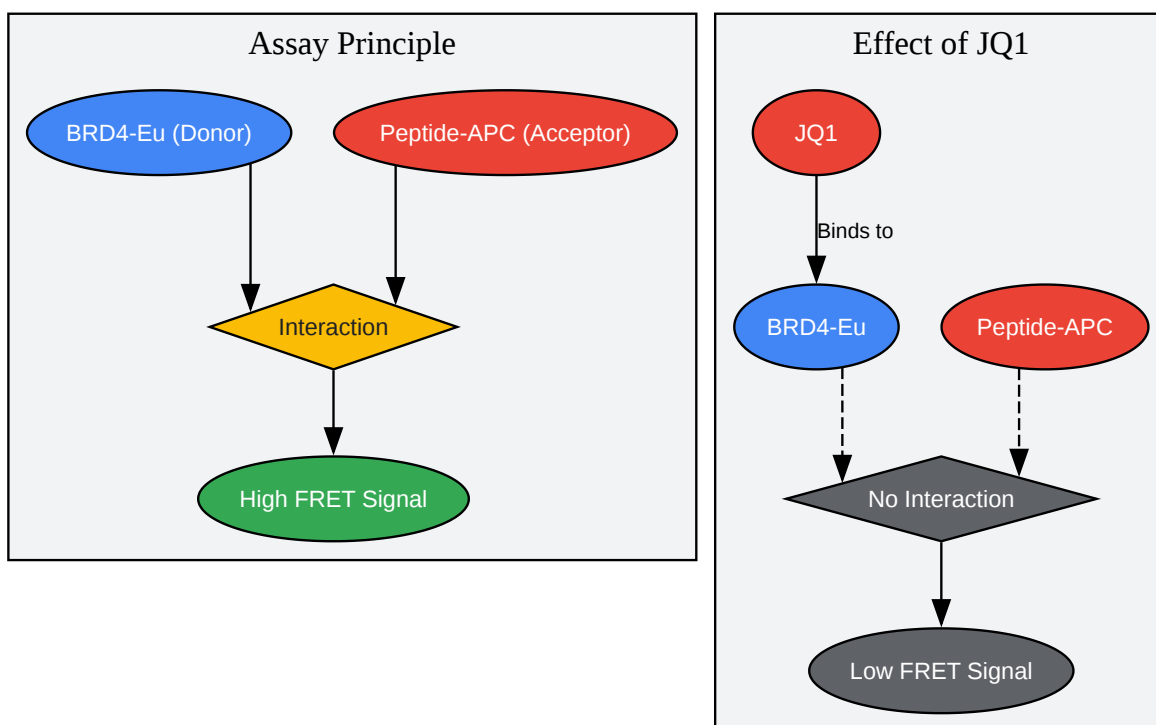 Assay Principle
BRD4-Eu (Donor)
Peptide-APC (Acceptor)
Interaction
High FRET Signal
Effect of JQ1
JQ1
Binds to
BRD4-Eu
Peptide-APC
No Interaction
Low FRET Signal